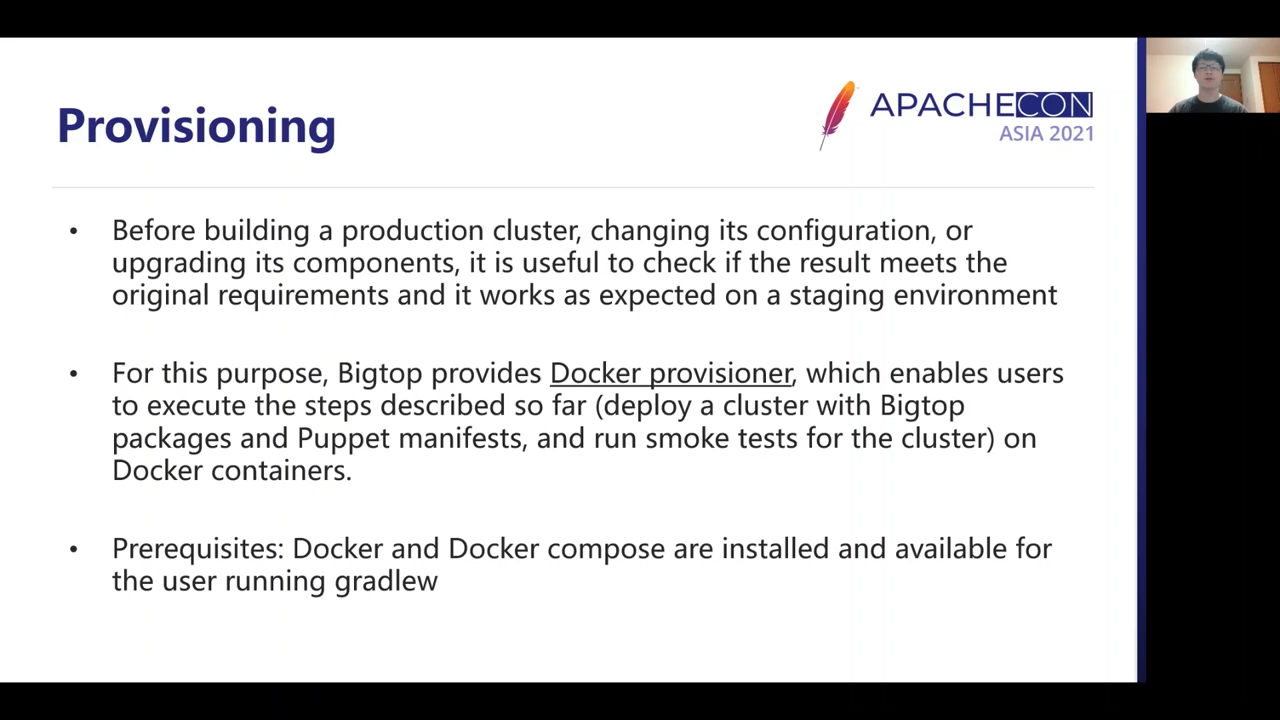 Provisioning
APACHECON
ASIA 2021
• Before building a production cluster, changing its configuration, or
upgrading its components, it is useful to check if the result meets the
original requirements and it works as expected on a staging environment
• For this purpose, Bigtop provides Docker provisioner, which enables users
to execute the steps described so far (deploy a cluster with Bigtop
packages and Puppet manifests, and run smoke tests for the cluster) on
Docker containers.
• Prerequisites: Docker and Docker compose are installed and available for
the user running gradlew